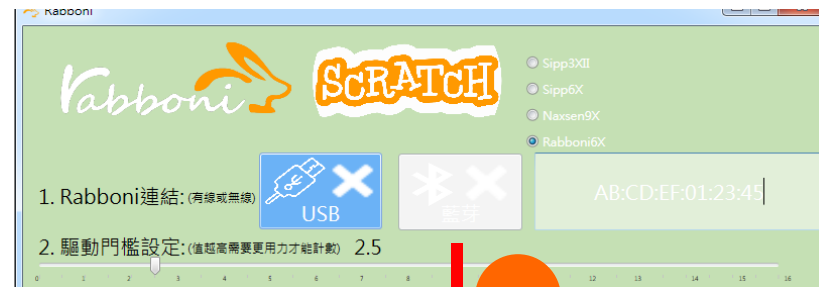 Rabboni
rabboni SCRATCH
Sipp3XII
Sipp6X
Naxsen9X
Rabboni6X
1. Rabboni連結:(有線或無線) USB 藍芽 AB:CD:EF:01:23:45
2. 驅動門檻設定:(值越高需要更用力才能計數) 2.5
0 1 2 3 4 5 6 7 8 12 13 14 15 16